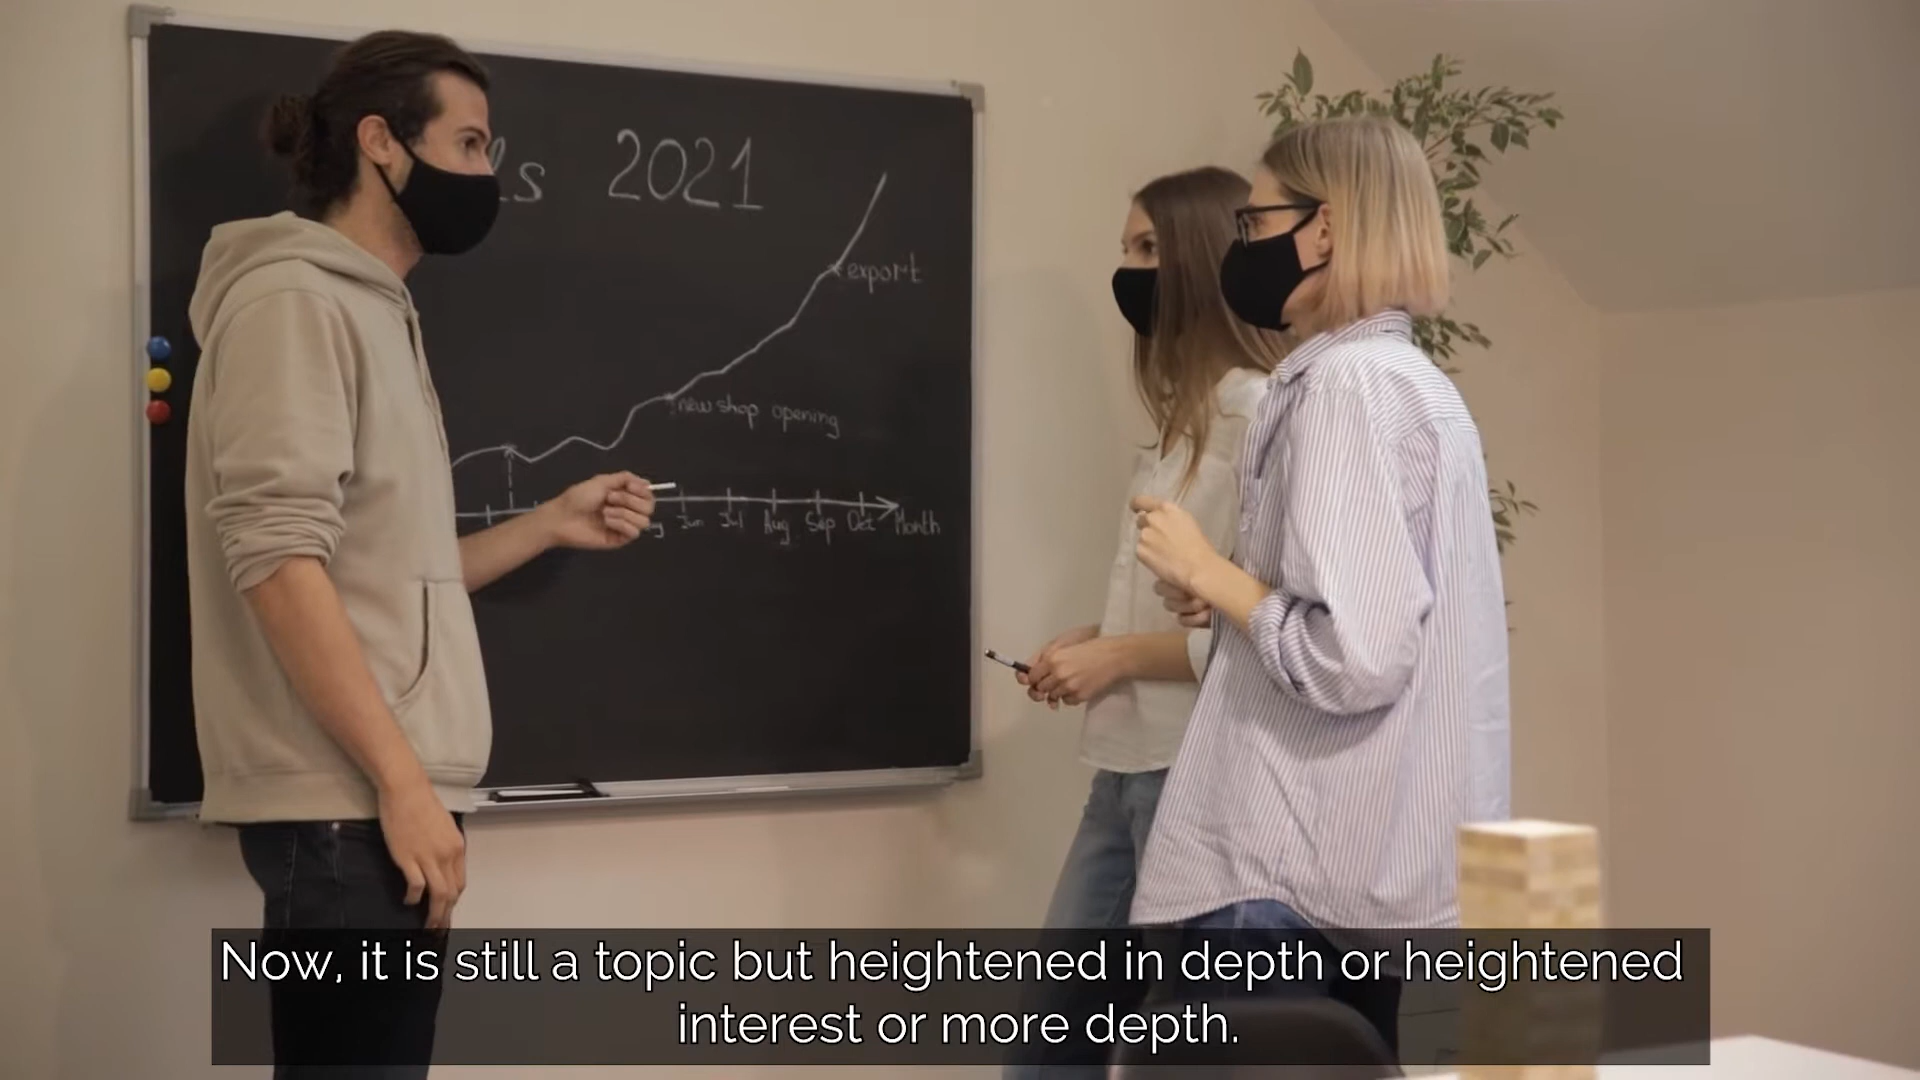 2021
export
new shop opening
Jun Jul Aug Sep Oct Month
Now, it is still a topic but heightened in depth or heightened
interest or more depth.